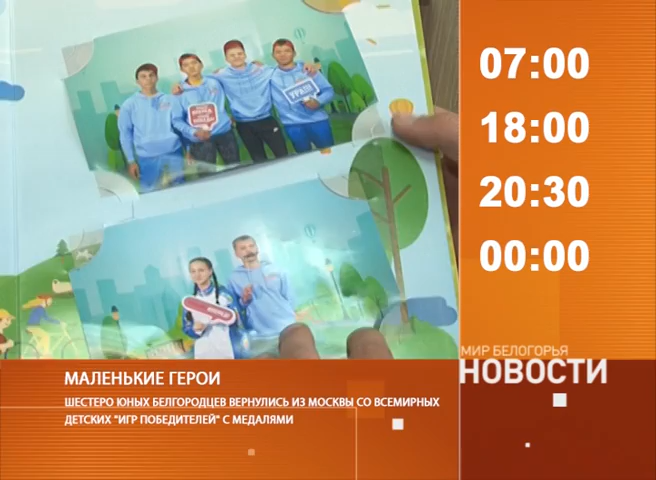 УРА!!!
07:00
18:00
20:30
00:00
МИР БЕЛОГОРЬЯ
НОВОСТИ
МАЛЕНЬКИЕ ГЕРОИ
ШЕСТЕРО ЮНЫХ БЕЛГОРОДЦЕВ ВЕРНУЛИСЬ ИЗ МОСКВЫ СО ВСЕМИРНЫХ
ДЕТСКИХ "ИГР ПОБЕДИТЕЛЕЙ" С МЕДАЛЯМИ